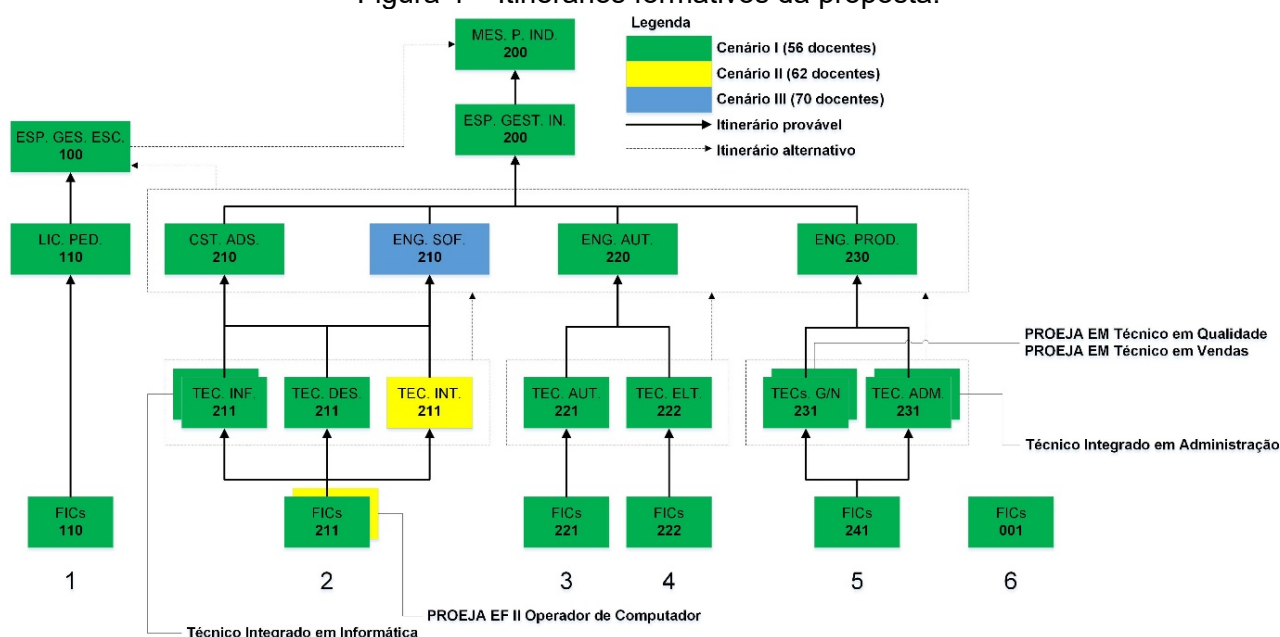 Figura 4 – Itinerários formativos da proposta.
Legenda
MES. P. IND.
200
Cenário I (56 docentes)
Cenário II (62 docentes)
Cenário III (70 docentes)
Itinerário provável
Itinerário alternativo
ESP. GEST. IN.
200
ESP. GES. ESC.
100
LIC. PED.
110
CST. ADS.
210
ENG. SOF.
210
ENG. AUT.
220
ENG. PROD.
230
PROEJA EM Técnico em Qualidade
PROEJA EM Técnico em Vendas
TEC. INF.
211
TEC. DES.
211
TEC. INT.
211
TEC. AUT.
221
TEC. ELT.
222
TECs. G/N
231
TEC. ADM.
231
Técnico Integrado em Administração
FICs
110
FICs
211
FICs
221
FICs
222
FICs
241
FICs
001
1
2
3
4
5
6
PROEJA EF II Operador de Computador
Técnico Integrado em Informática